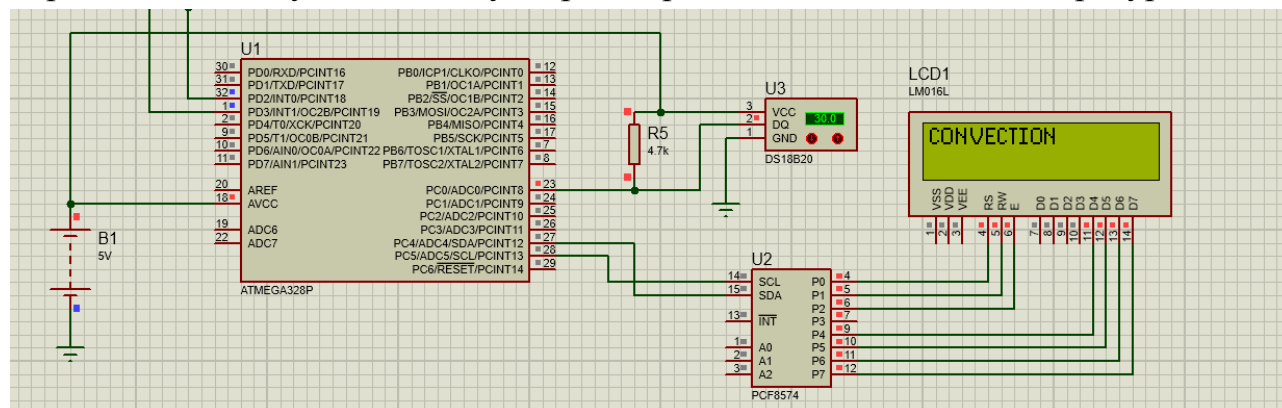 U1
30 PD0/RXD/PCINT16 PB0/ICP1/CLKO/PCINT0 12
31 PD1/TXD/PCINT17 PB1/OC1A/PCINT1 13
32 PD2/INT0/PCINT18 PB2/SS/OC1B/PCINT2 14
1 PD3/INT1/OC2B/PCINT19 PB3/MOSI/OC2A/PCINT3 15
2 PD4/T0/XCK/PCINT20 PB4/MISO/PCINT4 16
9 PD5/T1/OC0B/PCINT21 PB5/SCK/PCINT5 17
10 PD6/AIN0/OC0A/PCINT22 PB6/TOSC1/XTAL1/PCINT6 7
11 PD7/AIN1/PCINT23 PB7/TOSC2/XTAL2/PCINT7 8
20 AREF PC0/ADC0/PCINT8 23
18 AVCC PC1/ADC1/PCINT9 24
PC2/ADC2/PCINT10 25
19 ADC6 PC3/ADC3/PCINT11 26
22 ADC7 PC4/ADC4/SDA/PCINT12 27
PC5/ADC5/SCL/PCINT13 28
PC6/RESET/PCINT14 29
ATMEGA328P
B1
5V
R5
4.7k
U3
3 VCC
2 DQ
1 GND
30.0
DS18B20
LCD1
LM016L
CONVECTION
VSS VDD VEE RS RW E D0 D1 D2 D3 D4 D5 D6 D7
1 2 3 4 5 6 7 8 9 10 11 12 13 14
U2
14 SCL P0 4
15 SDA P1 5
P2 6
13 INT P3 7
P4 9
1 A0 P5 10
2 A1 P6 11
3 A2 P7 12
PCF8574